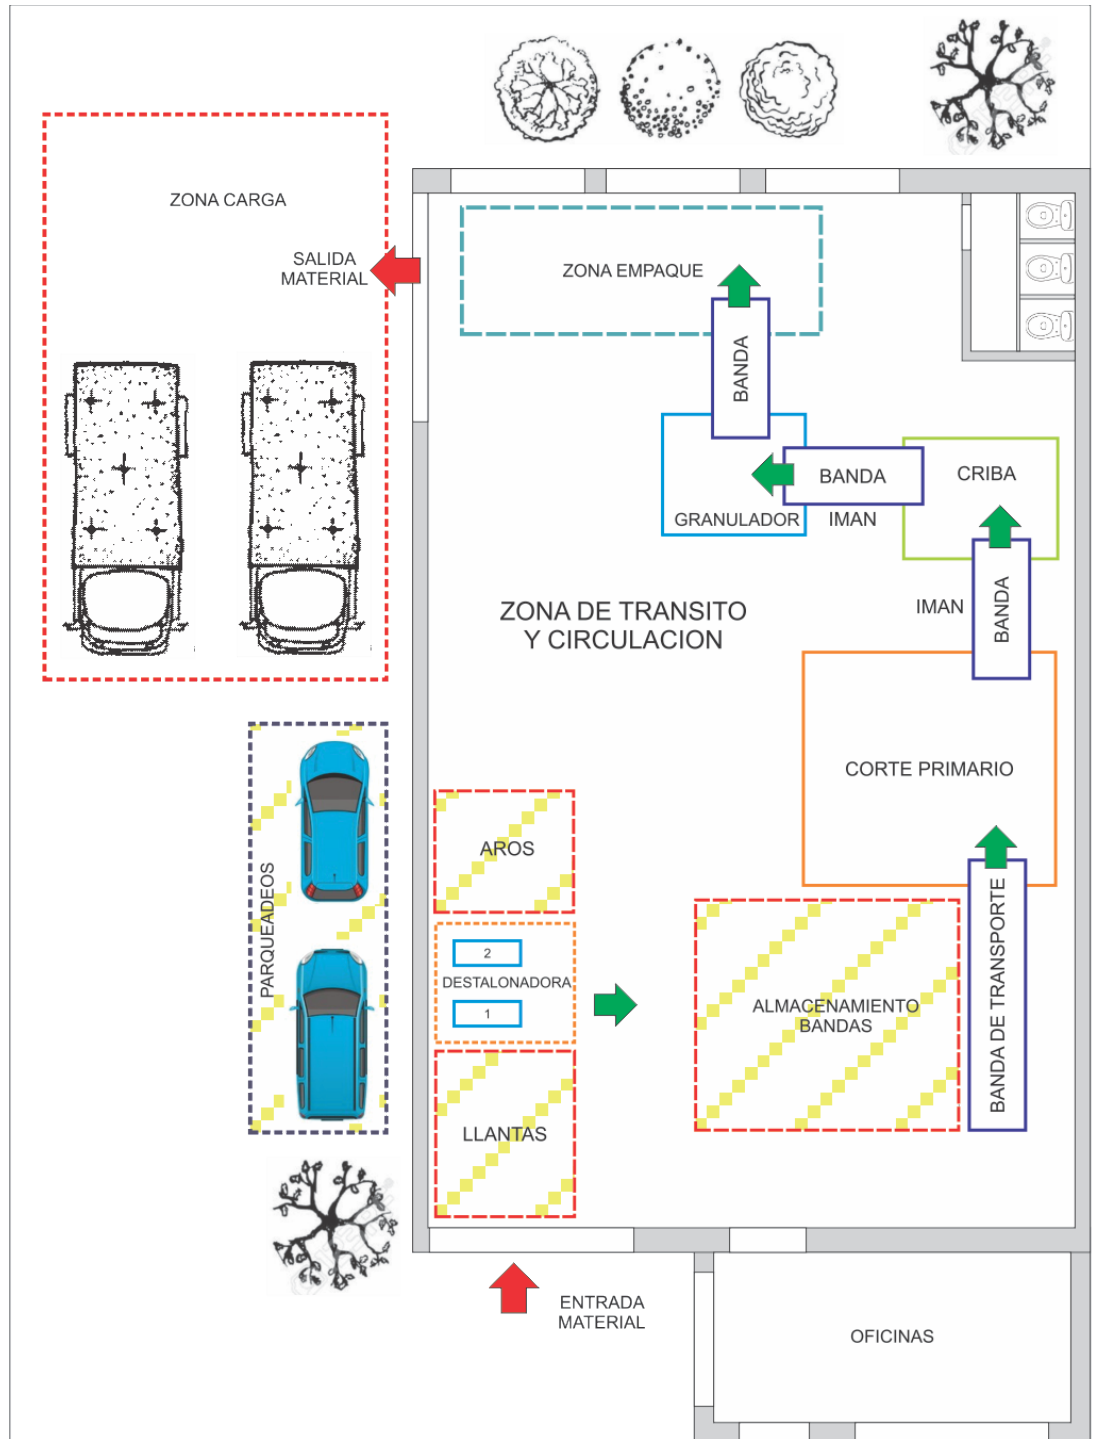 ZONA CARGA
SALIDA
MATERIAL
ZONA EMPAQUE
BANDA
BANDA
CRIBA
GRANULADOR
IMAN
IMAN
BANDA
ZONA DE TRANSITO
Y CIRCULACION
CORTE PRIMARIO
AROS
PARQUEADEOS
2
DESTALONADORA
1
ALMACENAMIENTO
BANDAS
BANDA DE TRANSPORTE
LLANTAS
ENTRADA
MATERIAL
OFICINAS